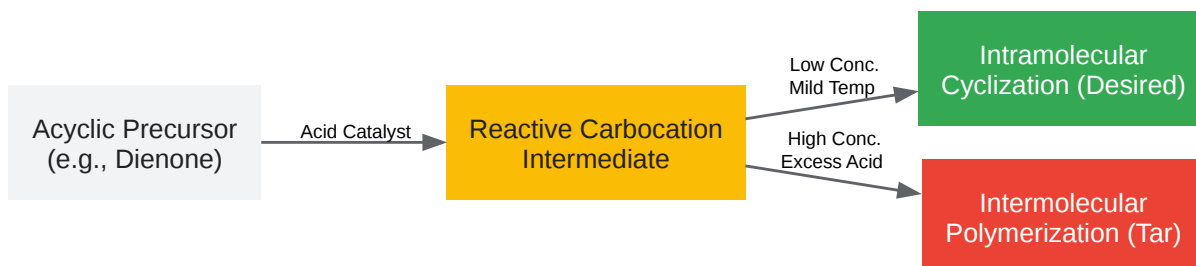 Acyclic Precursor
(e.g., Dienone)
Acid Catalyst
Reactive Carbocation
Intermediate
Low Conc.
Mild Temp
High Conc.
Excess Acid
Intramolecular
Cyclization (Desired)
Intermolecular
Polymerization (Tar)